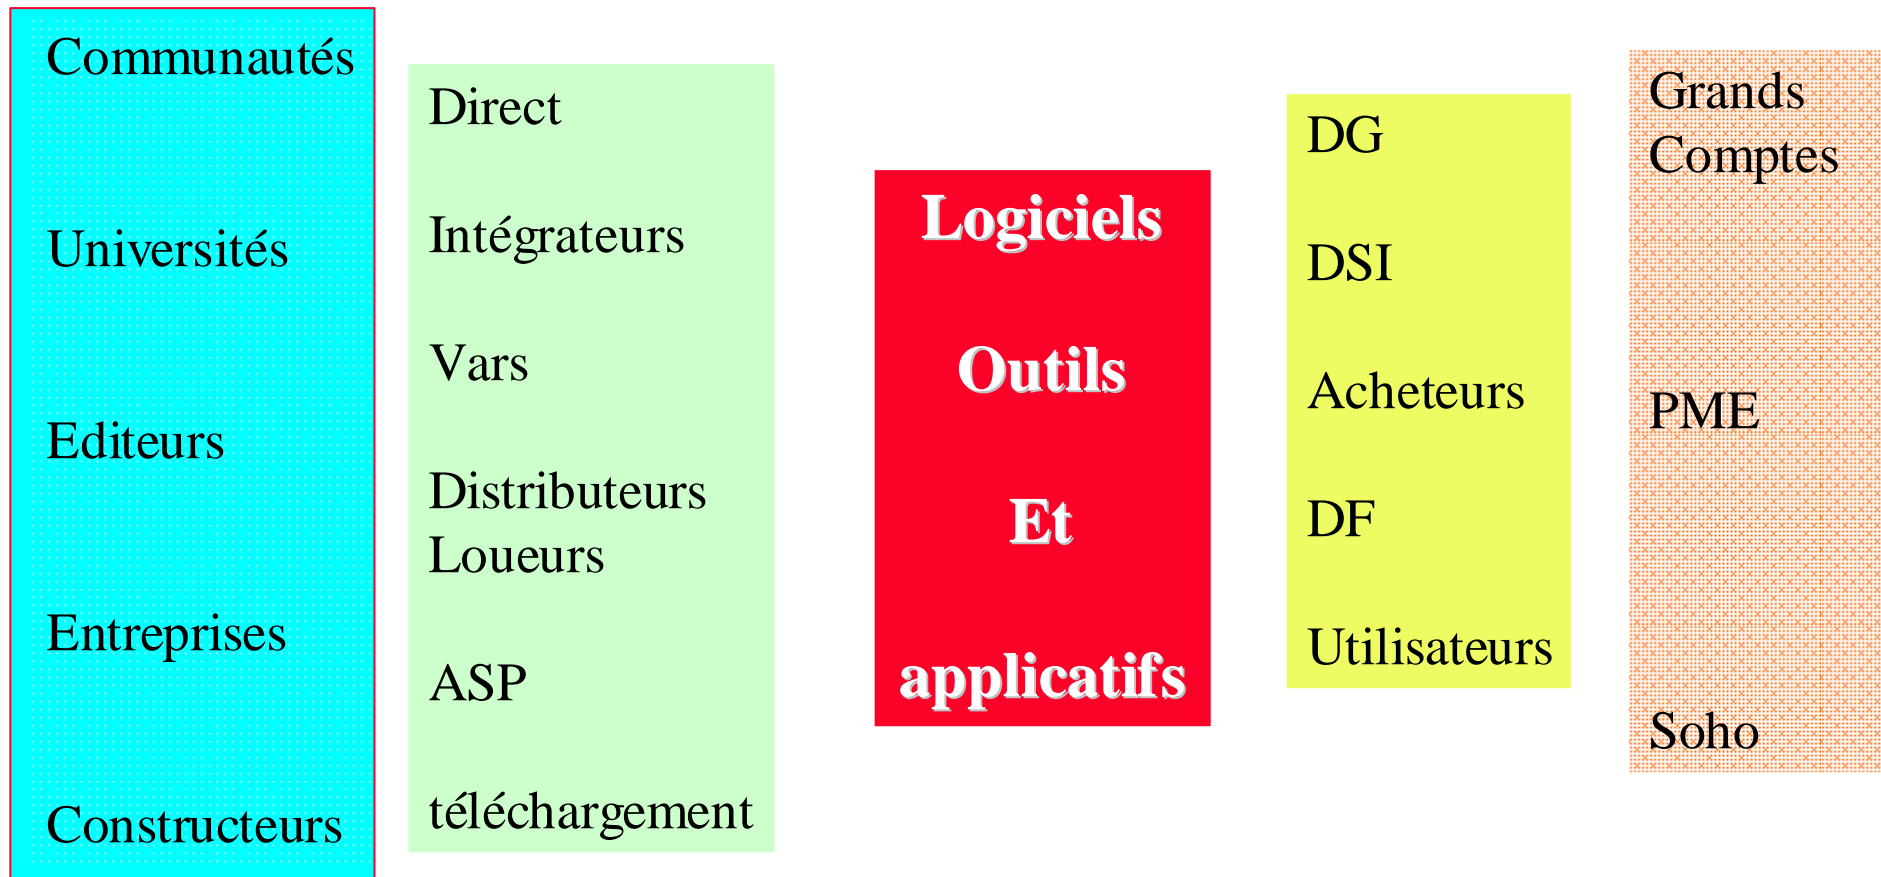 Communautés
Universités
Editeurs
Entreprises
Constructeurs
Direct
Intégrateurs
Vars
Distributeurs
Loueurs
ASP
téléchargement
Logiciels
Outils
Et
applicatifs
DG
DSI
Acheteurs
DF
Utilisateurs
Grands
Comptes
PME
Soho